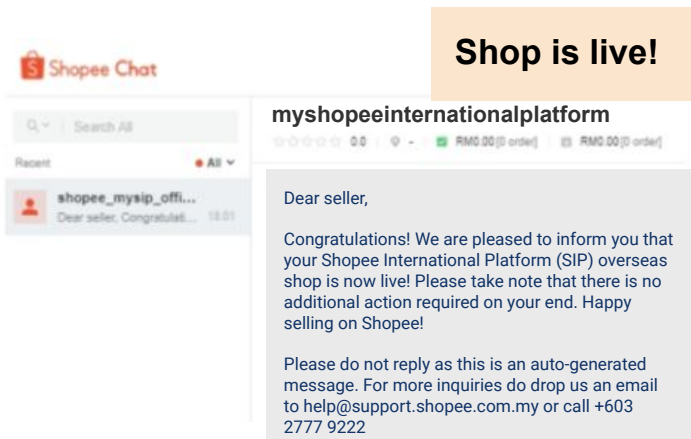 Shop is live!
Shopee Chat
Search All
Recent
All
shopee_mysip_offi...
Dear seller, Congratulati...
18:01
myshopeeinternationalplatform
0.0
-
RM0.00 [0 order]
RM0.00 [0 order]
Dear seller,
Congratulations! We are pleased to inform you that
your Shopee International Platform (SIP) overseas
shop is now live! Please take note that there is no
additional action required on your end. Happy
selling on Shopee!
Please do not reply as this is an auto-generated
message. For more inquiries do drop us an email
to help@support.shopee.com.my or call +603
2777 9222